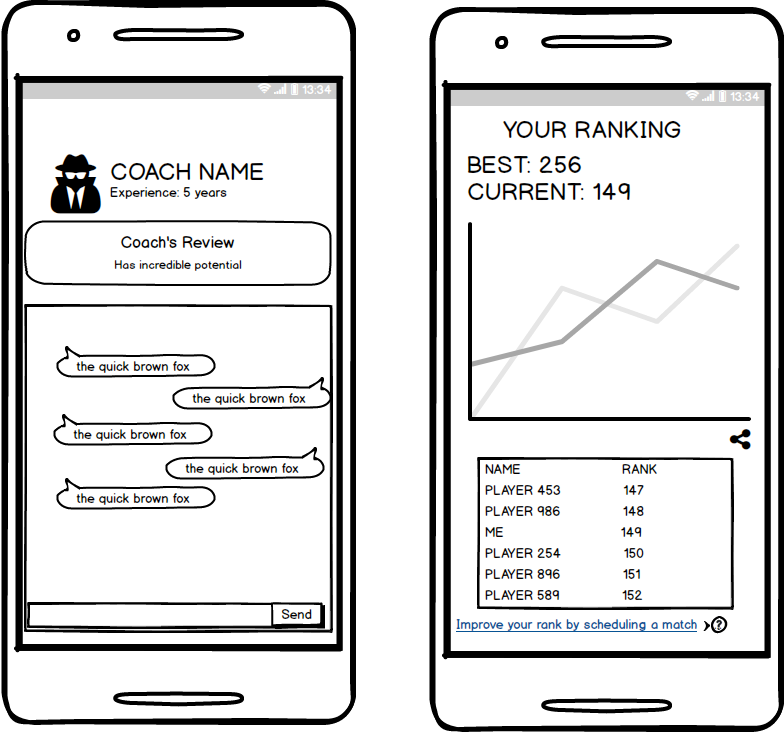 13:34
COACH NAME
Experience: 5 years
Coach's Review
Has incredible potential
the quick brown fox
the quick brown fox
the quick brown fox
the quick brown fox
the quick brown fox
Send
13:34
YOUR RANKING
BEST: 256
CURRENT: 149
NAME RANK
PLAYER 453 147
PLAYER 986 148
ME 149
PLAYER 254 150
PLAYER 896 151
PLAYER 589 152
Improve your rank by scheduling a match ?